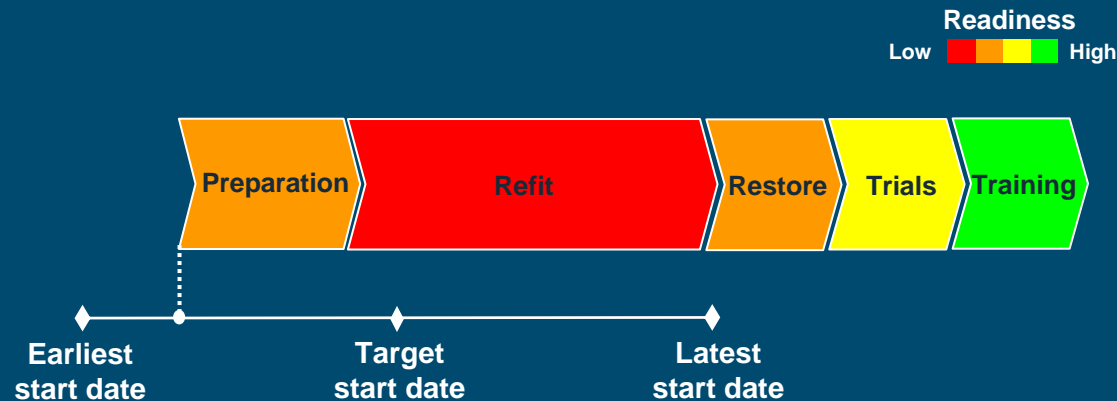 Readiness
Low High
Preparation Refit Restore Trials Training
Earliest
start date
Target
start date
Latest
start date